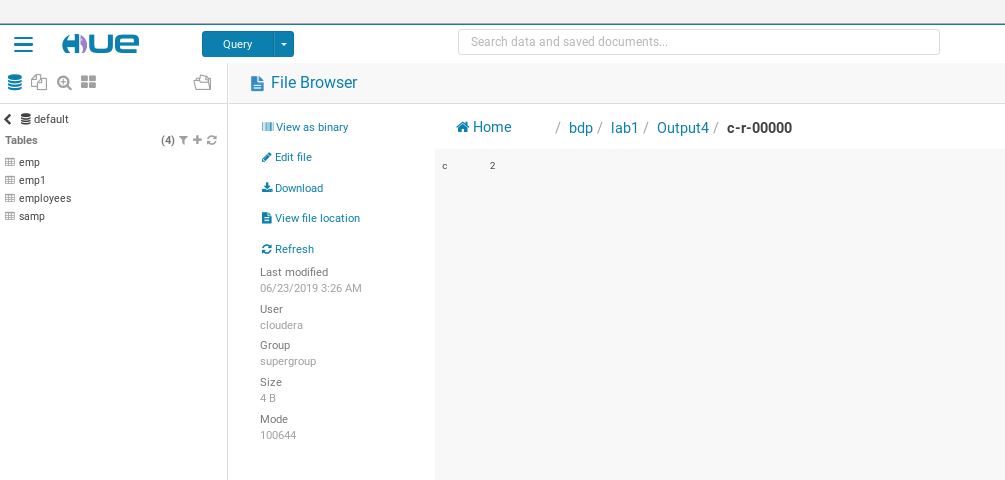 HUE
Query
Search data and saved documents...
File Browser
default
Tables (4)
emp
emp1
employees
samp
View as binary
Edit file
Download
View file location
Refresh
Last modified
06/23/2019 3:26 AM
User
cloudera
Group
supergroup
Size
4 B
Mode
100644
Home / bdp / lab1 / Output4 / c-r-00000
c 2